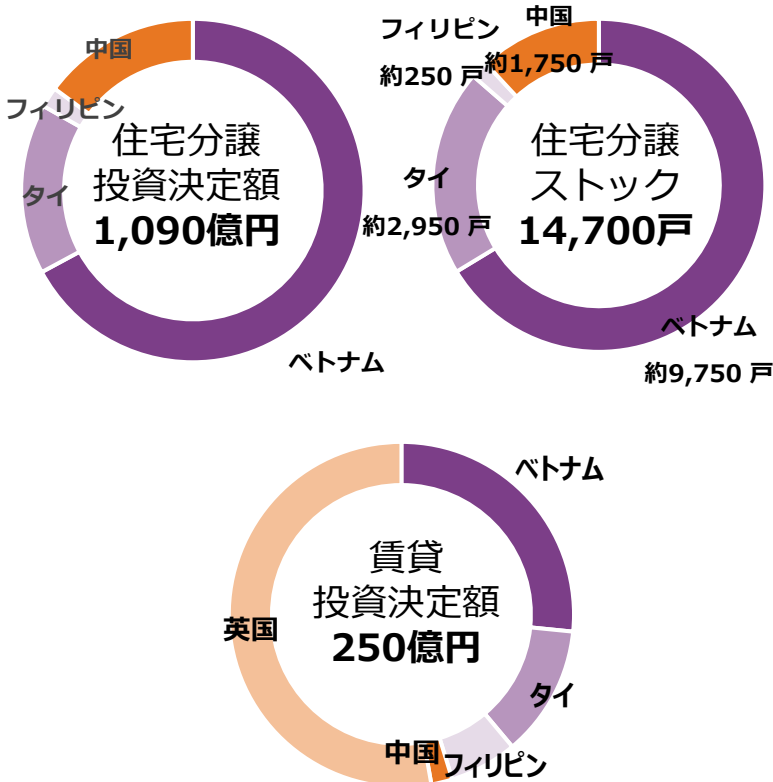 中国
フィリピン
タイ
ベトナム
住宅分譲
投資決定額
1,090億円
中国
約1,750 戸
フィリピン
約250 戸
タイ
約2,950 戸
ベトナム
約9,750 戸
住宅分譲
ストック
14,700戸
ベトナム
タイ
フィリピン
中国
英国
賃貸
投資決定額
250億円